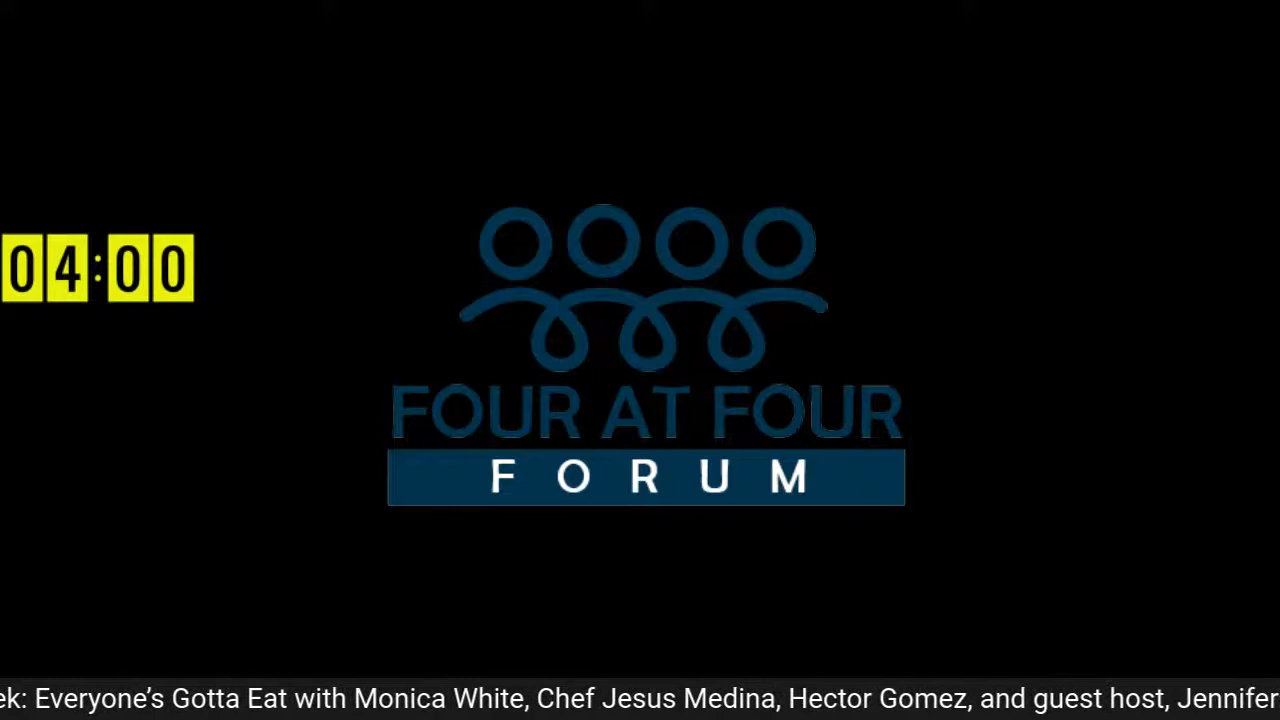 04:00
FOUR AT FOUR
FORUM
ek: Everyone’s Gotta Eat with Monica White, Chef Jesus Medina, Hector Gomez, and guest host, Jennifer